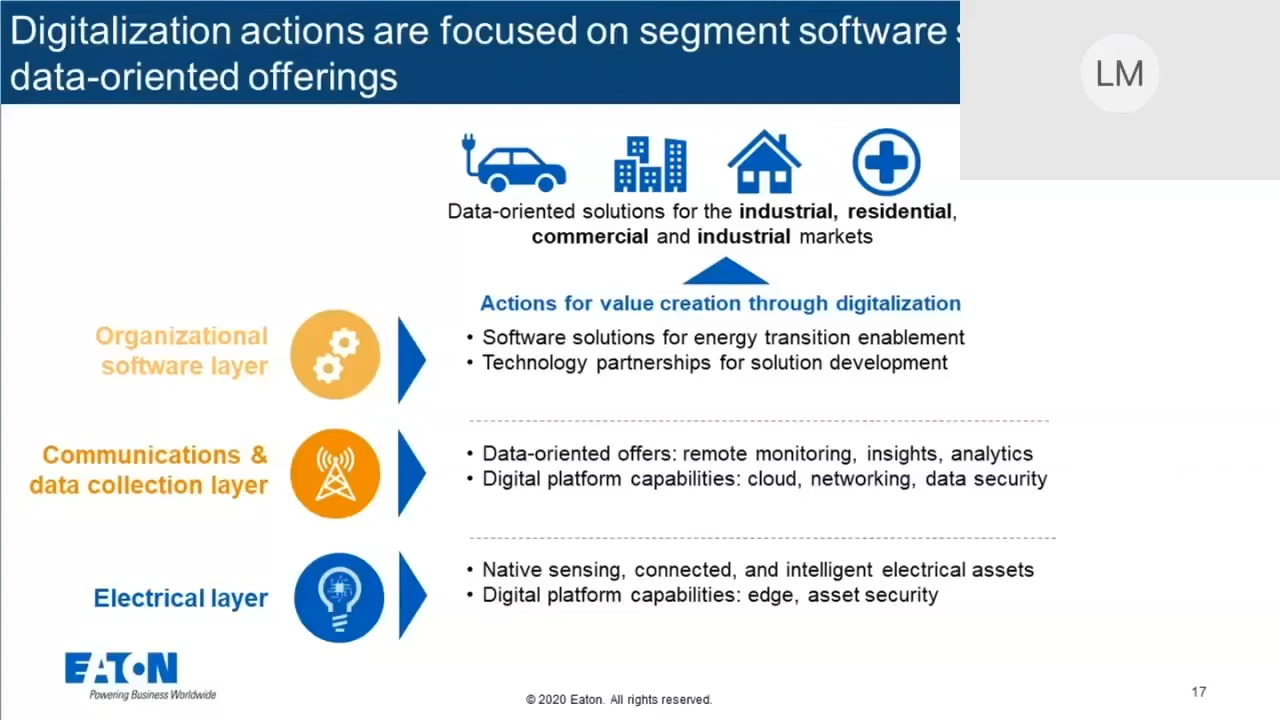 Digitalization actions are focused on segment software
data-oriented offerings
LM
Data-oriented solutions for the industrial, residential,
commercial and industrial markets
Actions for value creation through digitalization
Organizational
software layer
• Software solutions for energy transition enablement
• Technology partnerships for solution development
Communications &
data collection layer
• Data-oriented offers: remote monitoring, insights, analytics
• Digital platform capabilities: cloud, networking, data security
Electrical layer
• Native sensing, connected, and intelligent electrical assets
• Digital platform capabilities: edge, asset security
EATON
Powering Business Worldwide
© 2020 Eaton. All rights reserved.
17